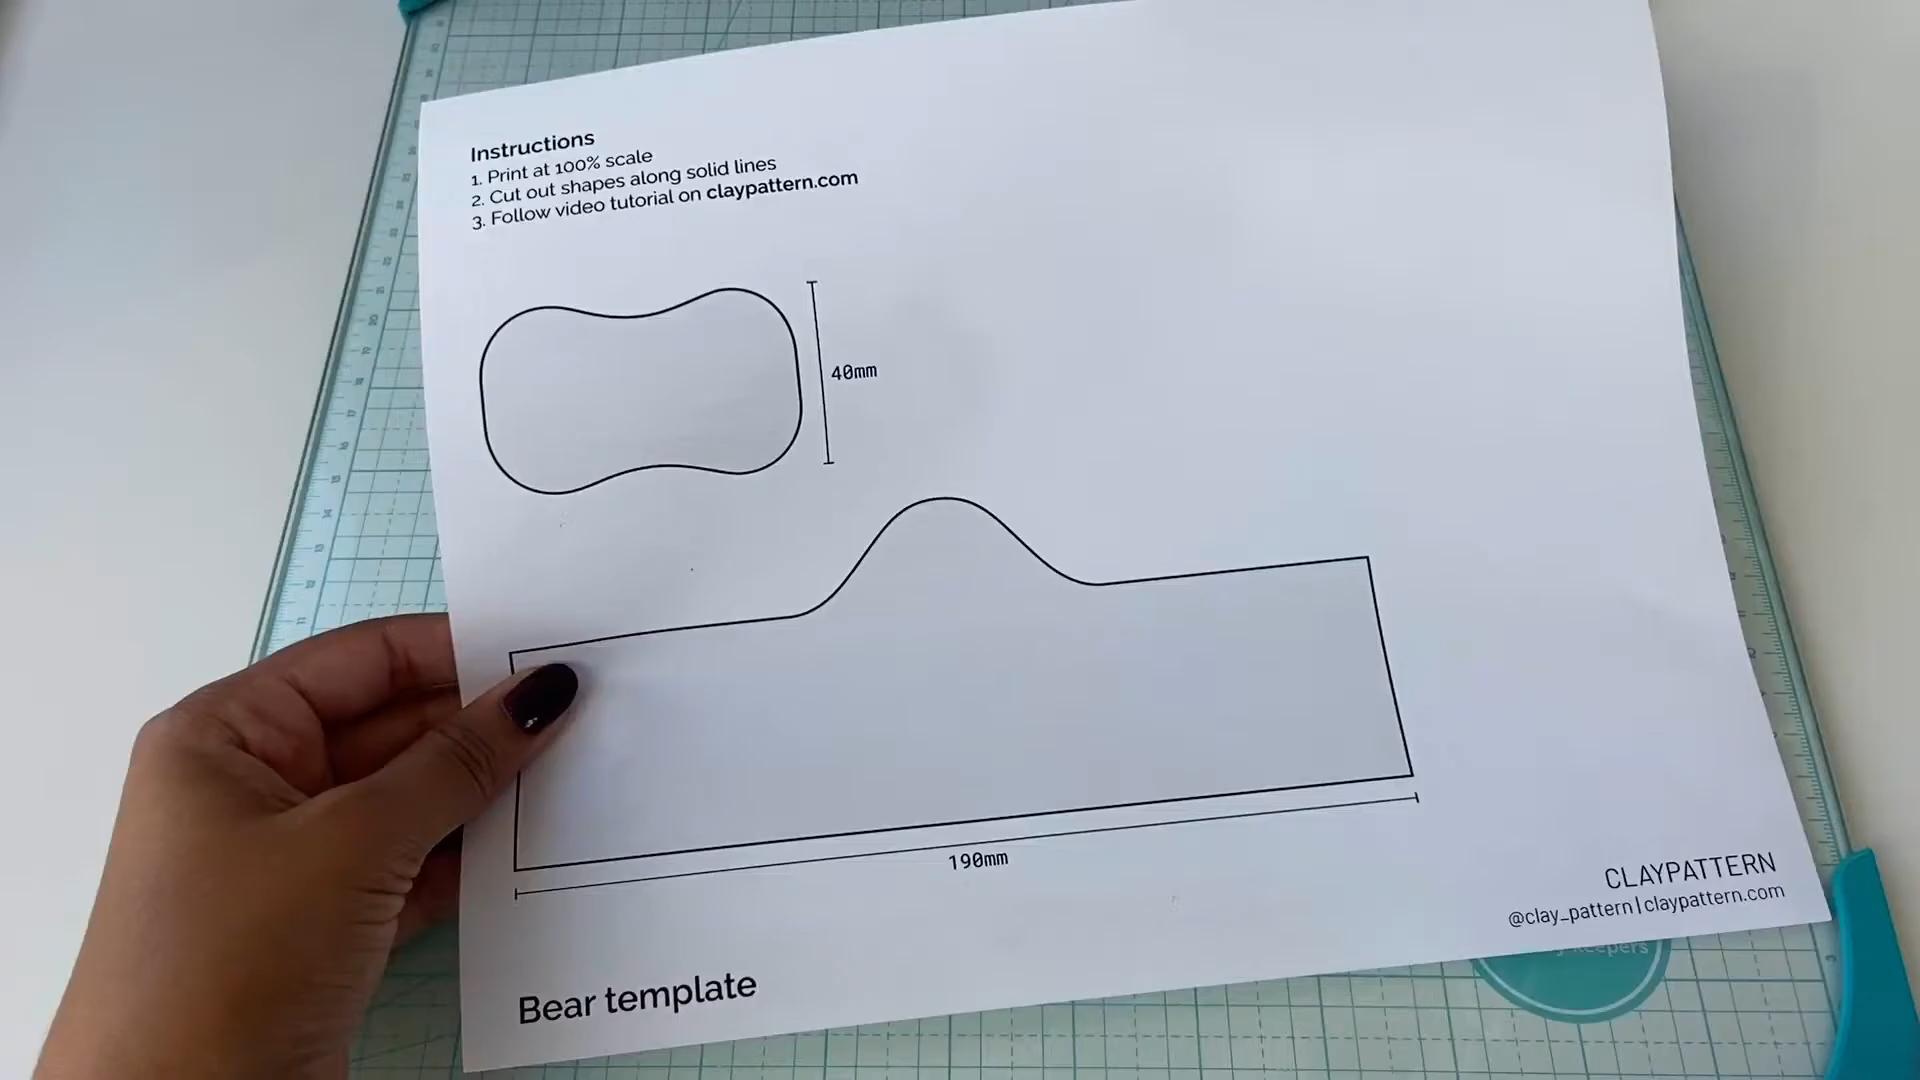 Instructions
1. Print at 100% scale
2. Cut out shapes along solid lines
3. Follow video tutorial on claypattern.com
40mm
190mm
CLAYPATTERN
@clay_pattern|claypattern.com
Bear template